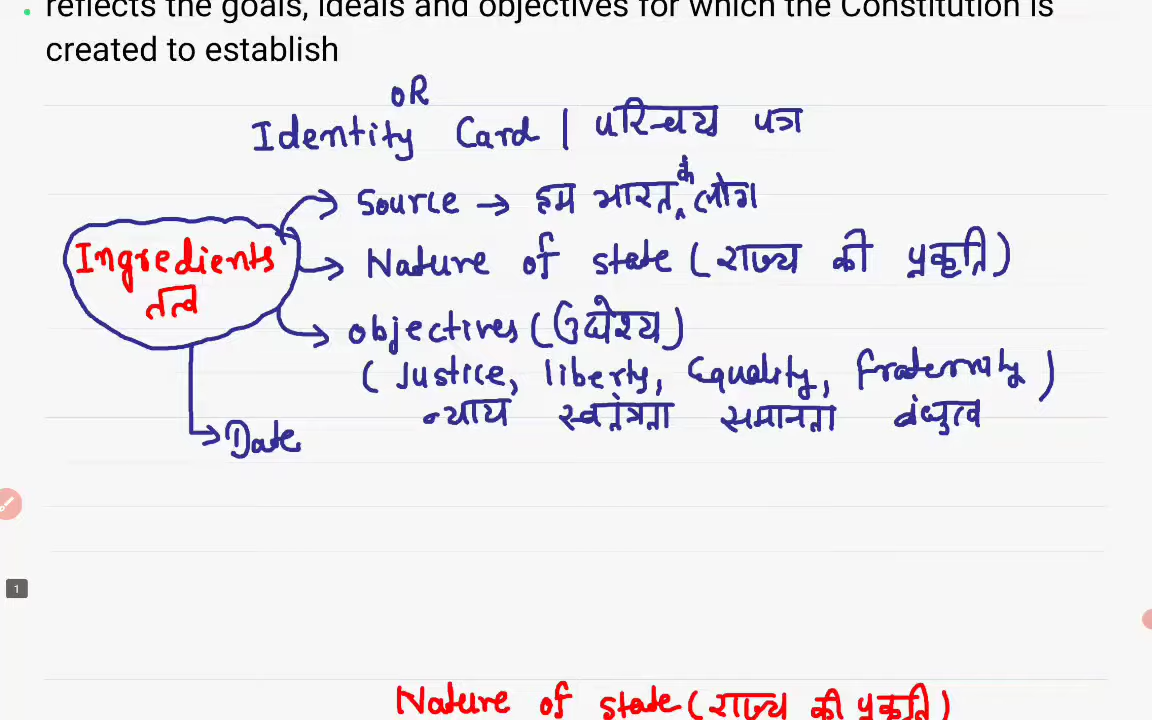 reflects the goals, ideals and objectives for which the Constitution is
created to establish
OR
Identity Card | परिचय पत्र
Source → हम भारत के लोग
Ingredients
तत्व
Nature of state (राज्य की प्रकृति)
objectives (उद्देश्य)
(Justice, liberty, Equality, fraternity)
न्याय स्वतंत्रता समानता बंधुत्व
Date
1
Nature of state (राज्य की प्रकृति)